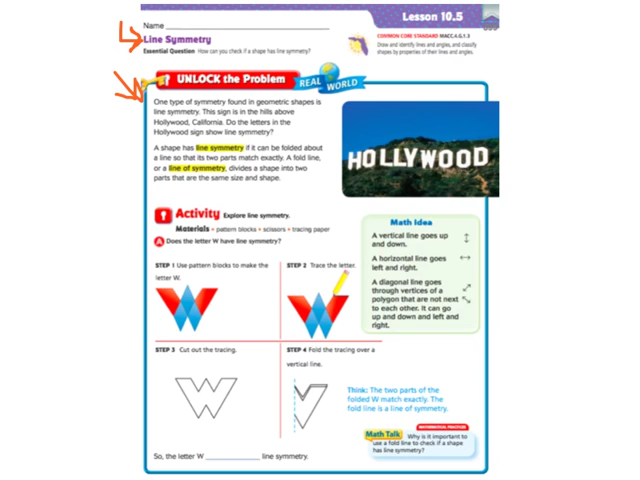 Lesson 10.5
Name
Line Symmetry
Essential Question How can you check if a shape has line symmetry?
COMMON CORE STANDARD MACC.4.G.1.3
Draw and identify lines and angles, and classify
shapes by properties of their lines and angles.
UNLOCK the Problem
REAL WORLD
One type of symmetry found in geometric shapes is
line symmetry. This sign is in the hills above
Hollywood, California. Do the letters in the
Hollywood sign show line symmetry?
A shape has line symmetry if it can be folded about
a line so that its two parts match exactly. A fold line,
or a line of symmetry, divides a shape into two
parts that are the same size and shape.
HOLLYWOOD
Activity Explore line symmetry.
Materials • pattern blocks • scissors • tracing paper
A Does the letter W have line symmetry?
Math Idea
A vertical line goes up
and down.
A horizontal line goes
left and right.
A diagonal line goes
through vertices of a
polygon that are not next
to each other. It can go
up and down and left and
right.
STEP 1 Use pattern blocks to make the
letter W.
STEP 2 Trace the letter.
STEP 3 Cut out the tracing.
STEP 4 Fold the tracing over a
vertical line.
Think: The two parts of the
folded W match exactly. The
fold line is a line of symmetry.
MATHEMATICAL PRACTICES
Math Talk Why is it important to
use a fold line to check if a shape
has line symmetry?
So, the letter W ____________ line symmetry.